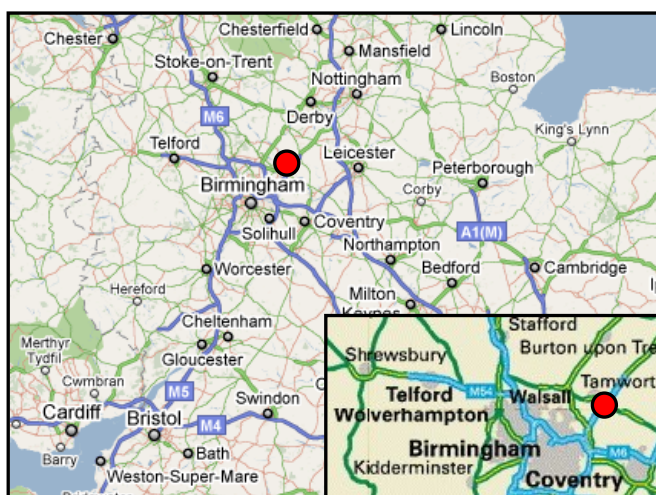 Chesterfield
Lincoln
Chester
Mansfield
Stoke-on-Trent
Nottingham
Boston
M6
Derby
King's Lynn
Telford
Leicester
Peterborough
Birmingham
Corby
Solihull
Coventry
A1(M)
Northampton
Worcester
Bedford
Cambridge
Hereford
Milton
Keynes
Cheltenham
Merthyr
Tydfil
Gloucester
Cwmbran
M5
Swindon
Cardiff
Bristol
M4
Barry
Bath
Weston-Super-Mare
Stafford
Burton upon Tre
Shrewsbury
Tamwort
Telford
M54
Walsall
Wolverhampton
Birmingham
M6
Kidderminster
Coventry